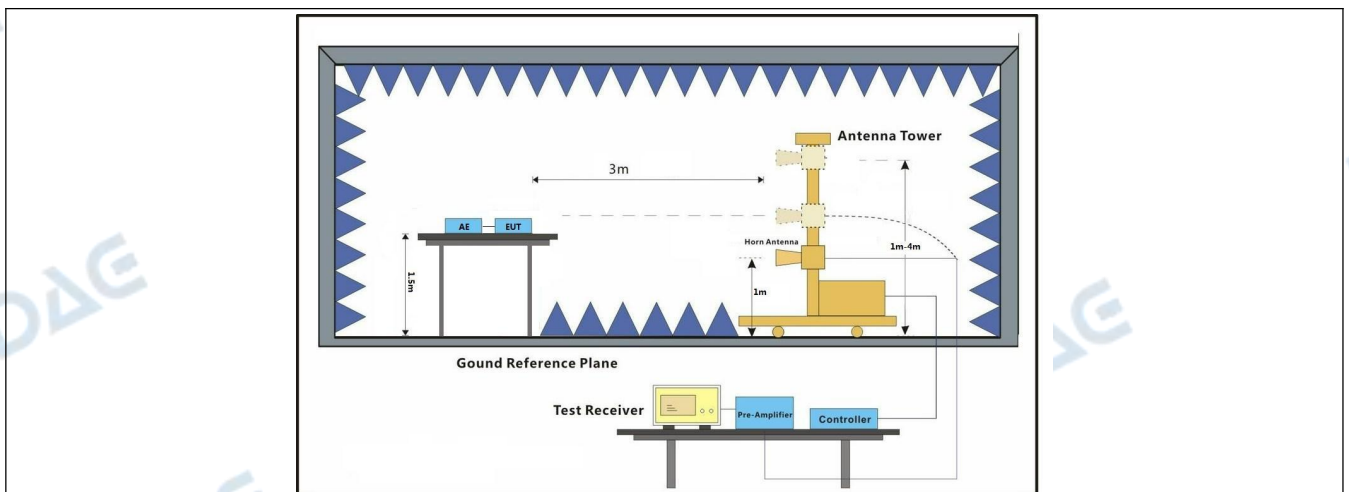 Antenna Tower
3m
AE
EUT
Horn Antenna
1m-4m
1.5m
1m
Gound Reference Plane
Test Receiver
Pre-Amplifier
Controller
DAE